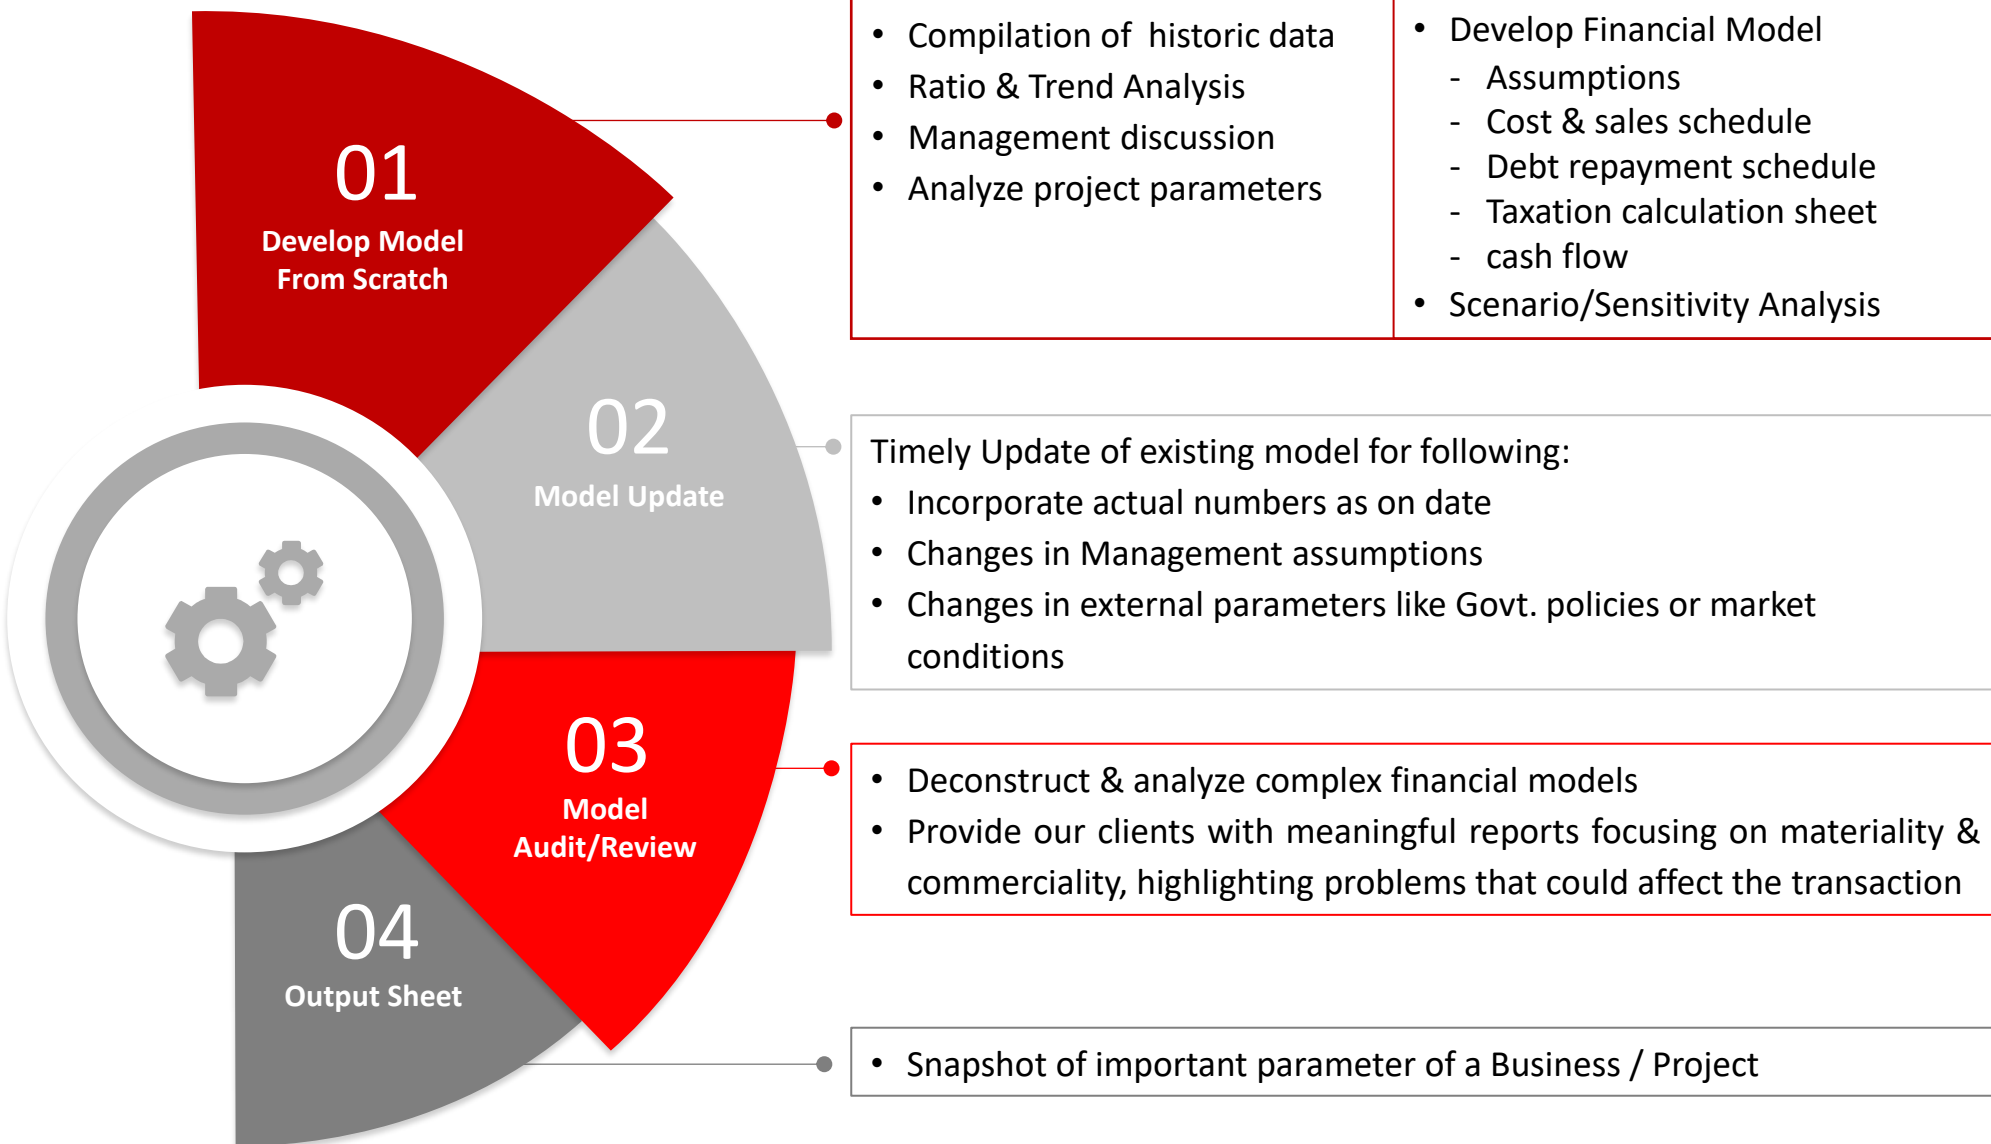 01
Develop Model
From Scratch
• Compilation of historic data
• Ratio & Trend Analysis
• Management discussion
• Analyze project parameters
• Develop Financial Model
- Assumptions
- Cost & sales schedule
- Debt repayment schedule
- Taxation calculation sheet
- cash flow
• Scenario/Sensitivity Analysis
02
Model Update
Timely Update of existing model for following:
• Incorporate actual numbers as on date
• Changes in Management assumptions
• Changes in external parameters like Govt. policies or market
conditions
03
Model
Audit/Review
• Deconstruct & analyze complex financial models
• Provide our clients with meaningful reports focusing on materiality &
commerciality, highlighting problems that could affect the transaction
04
Output Sheet
• Snapshot of important parameter of a Business / Project